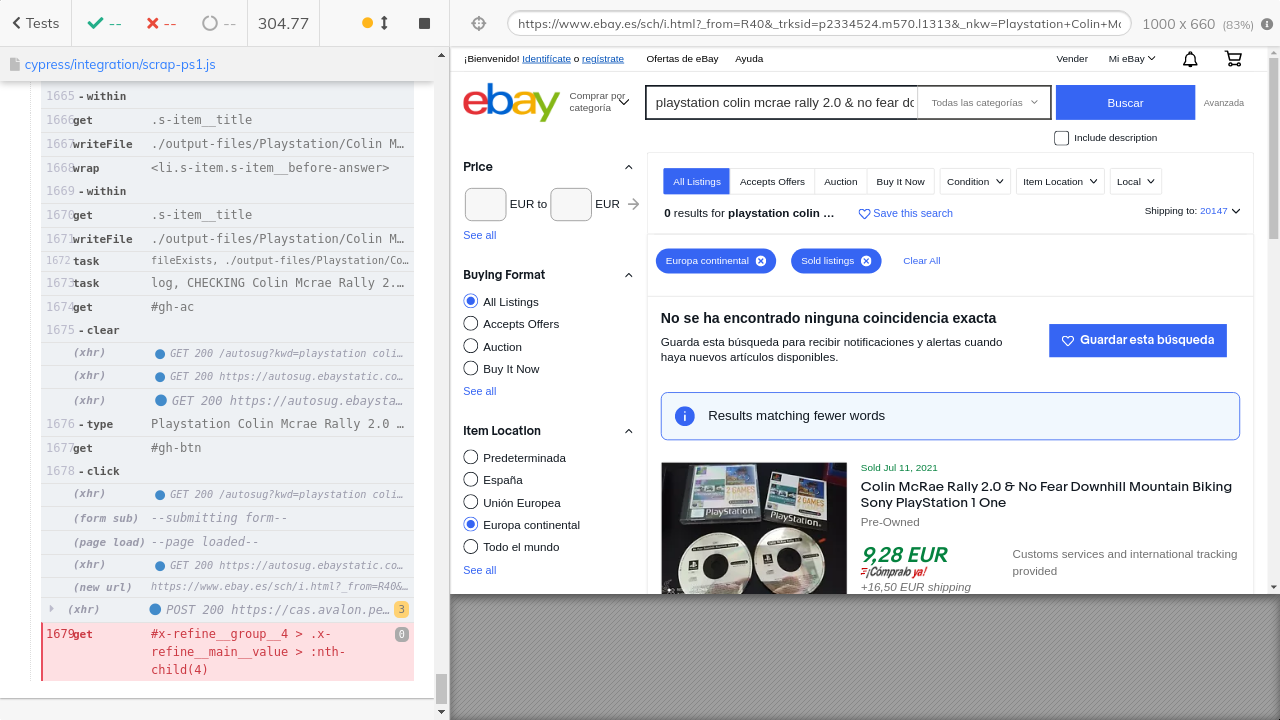 Tests
--
--
--
304.77
https://www.ebay.es/sch/i.html?_from=R40&_trksid=p2334524.m570.l1313&_nkw=Playstation+Colin+Mc
1000 x 660 (83%)
cypress/integration/scrap-ps1.js
1665 - within
1666 get .s-item__title
1667 writeFile ./output-files/Playstation/Colin M…
1668 wrap <li.s-item.s-item__before-answer>
1669 - within
1670 get .s-item__title
1671 writeFile ./output-files/Playstation/Colin M…
1672 task fileExists, ./output-files/Playstation/Co…
1673 task log, CHECKING Colin Mcrae Rally 2.…
1674 get #gh-ac
1675 - clear
(xhr) GET 200 /autosug?kwd=playstation coli…
(xhr) GET 200 https://autosug.ebaystatic.co…
(xhr) GET 200 https://autosug.ebaysta…
1676 - type Playstation Colin Mcrae Rally 2.0 …
1677 get #gh-btn
1678 - click
(xhr) GET 200 /autosug?kwd=playstation coli…
(form sub) --submitting form--
(page load) --page loaded--
(xhr) GET 200 https://autosug.ebaystatic.co…
(new url) https://www.ebay.es/sch/i.html?_from=R40&…
(xhr) POST 200 https://cas.avalon.pe… 3
1679 get #x-refine__group__4 > .x-
refine__main__value > :nth-
child(4)
0
¡Bienvenido! Identifícate o regístrate
Ofertas de eBay
Ayuda
Vender
Mi eBay
ebay
Comprar por
categoría
playstation colin mcrae rally 2.0 & no fear do
Todas las categorías
Buscar
Avanzada
Include description
Price
EUR to
EUR
See all
Buying Format
All Listings
Accepts Offers
Auction
Buy It Now
See all
Item Location
Predeterminada
España
Unión Europea
Europa continental
Todo el mundo
See all
All Listings
Accepts Offers
Auction
Buy It Now
Condition
Item Location
Local
0 results for playstation colin ...
Save this search
Shipping to: 20147
Europa continental
Sold listings
Clear All
No se ha encontrado ninguna coincidencia exacta
Guarda esta búsqueda para recibir notificaciones y alertas cuando
haya nuevos artículos disponibles.
Guardar esta búsqueda
Results matching fewer words
2 GAMES
2 GAMES
PlayStation
PlayStation
Sold Jul 11, 2021
Colin McRae Rally 2.0 & No Fear Downhill Mountain Biking
Sony PlayStation 1 One
Pre-Owned
9,28 EUR
¡Cómpralo ya!
+16,50 EUR shipping
Customs services and international tracking
provided